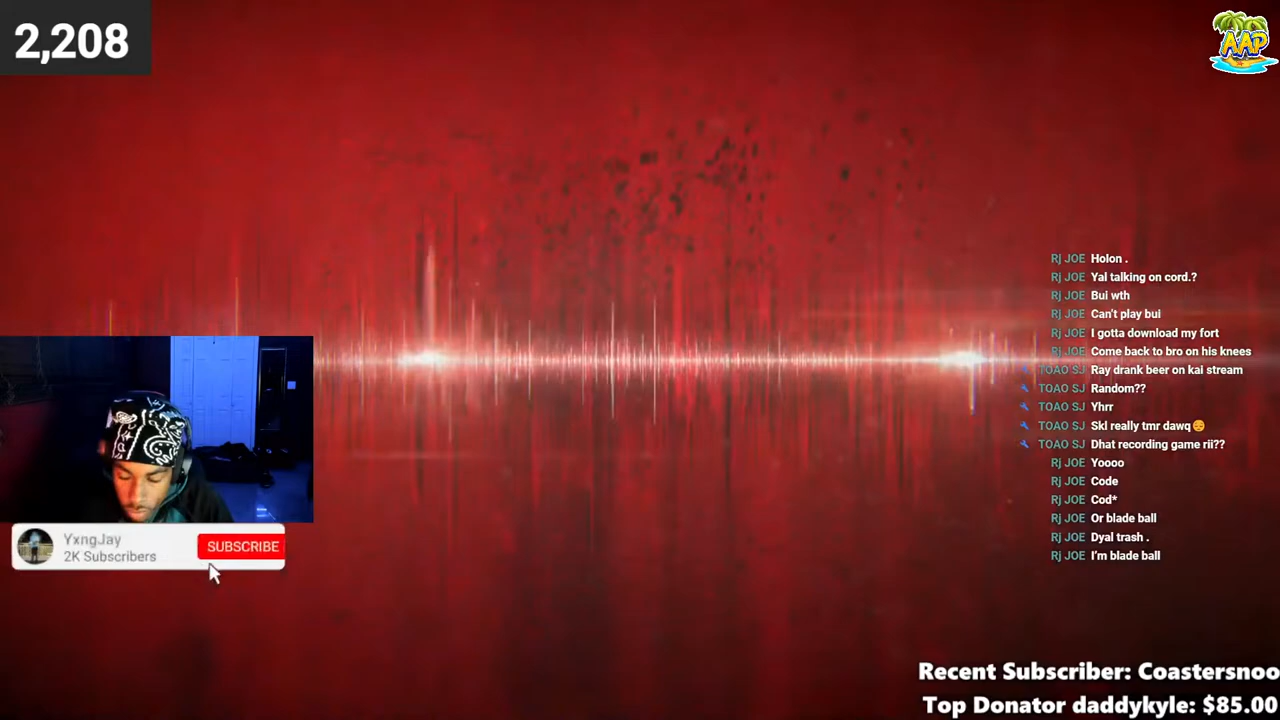 2,208
AAP
Rj JOE Holon .
Rj JOE Yal talking on cord.?
Rj JOE Bui wth
Rj JOE Can't play bui
Rj JOE I gotta download my fort
Rj JOE Come back to bro on his knees
TOAO SJ Ray drank beer on kai stream
TOAO SJ Random??
TOAO SJ Yhrr
TOAO SJ Skl really tmr dawq😔
TOAO SJ Dhat recording game rii??
Rj JOE Yoooo
Rj JOE Code
Rj JOE Cod*
Rj JOE Or blade ball
Rj JOE Dyal trash .
Rj JOE I'm blade ball
YxngJay
2K Subscribers
SUBSCRIBE
Recent Subscriber: Coastersnoo
Top Donator daddykyle: $85.00